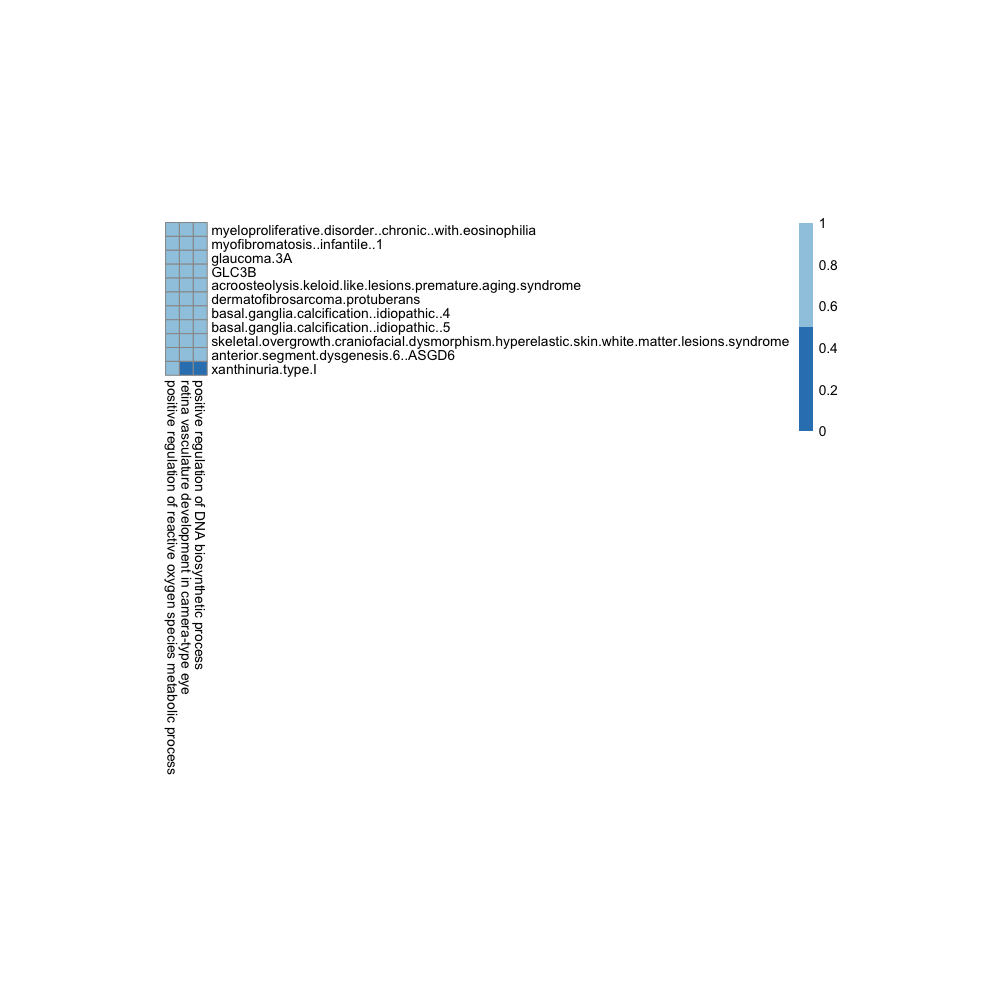 myeloproliferative.disorder..chronic..with.eosinophilia
myofibromatosis..infantile..1
glaucoma.3A
GLC3B
acroosteolysis.keloid.like.lesions.premature.aging.syndrome
dermatofibrosarcoma.protuberans
basal.ganglia.calcification..idiopathic..4
basal.ganglia.calcification..idiopathic..5
skeletal.overgrowth.craniofacial.dysmorphism.hyperelastic.skin.white.matter.lesions.syndrome
anterior.segment.dysgenesis.6..ASGD6
xanthinuria.type.I
positive regulation of reactive oxygen species metabolic process
retina vasculature development in camera-type eye
positive regulation of DNA biosynthetic process
1
0.8
0.6
0.4
0.2
0